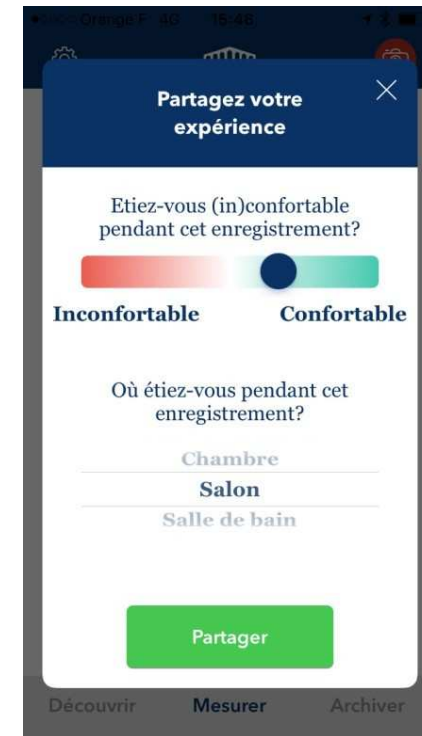 Orange F 4G 15:46
Partagez votre
expérience
Etiez-vous (in)confortable
pendant cet enregistrement?
Inconfortable Confortable
Où étiez-vous pendant cet
enregistrement?
Chambre
Salon
Salle de bain
Partager
Découvrir Mesurer Archiver